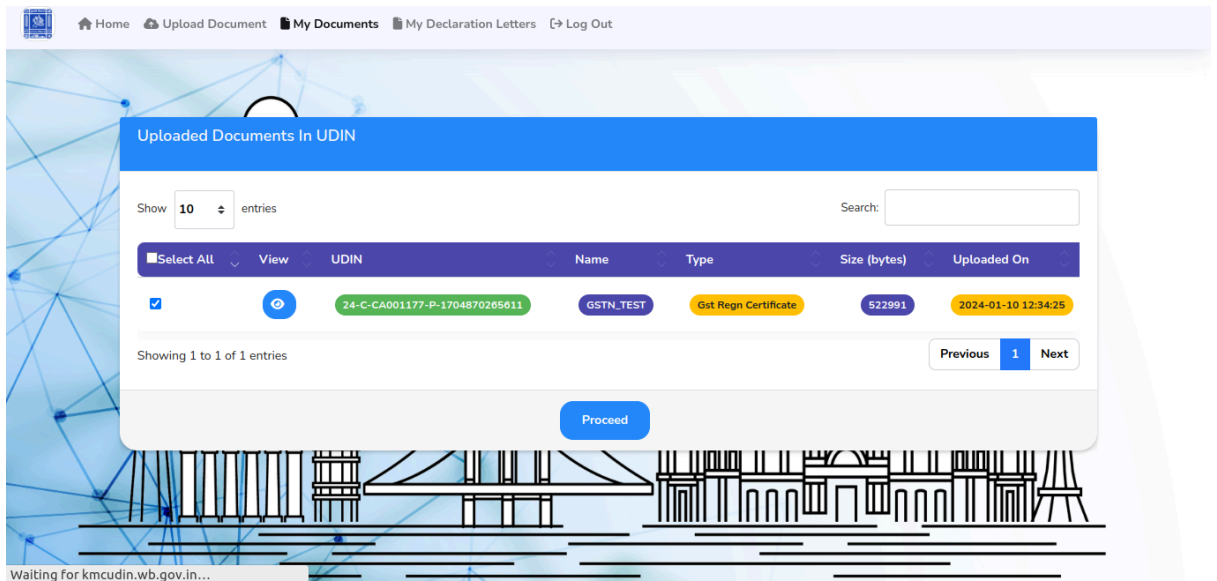 Home Upload Document My Documents My Declaration Letters Log Out
Uploaded Documents In UDIN
Show 10 entries Search:
Select All View UDIN Name Type Size (bytes) Uploaded On
24-C-CA001177-P-1704870265611 GSTN_TEST Gst Regn Certificate 522991 2024-01-10 12:34:25
Showing 1 to 1 of 1 entries Previous 1 Next
Proceed
Waiting for kmcudin.wb.gov.in...